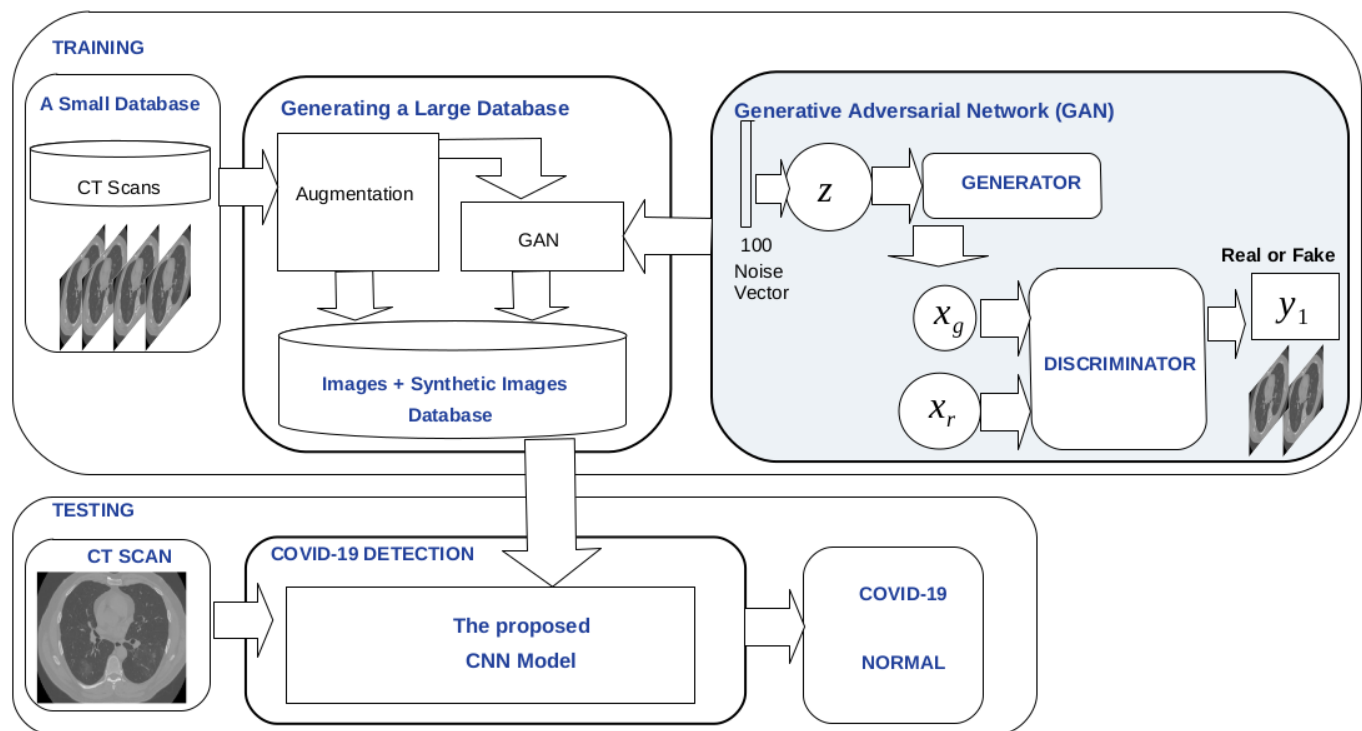 TRAINING
A Small Database
CT Scans
Generating a Large Database
Augmentation
GAN
Images + Synthetic Images
Database
Generative Adversarial Network (GAN)
z
GENERATOR
100
Noise
Vector
x_g
x_r
DISCRIMINATOR
Real or Fake
y_1
TESTING
CT SCAN
COVID-19 DETECTION
The proposed
CNN Model
COVID-19
NORMAL